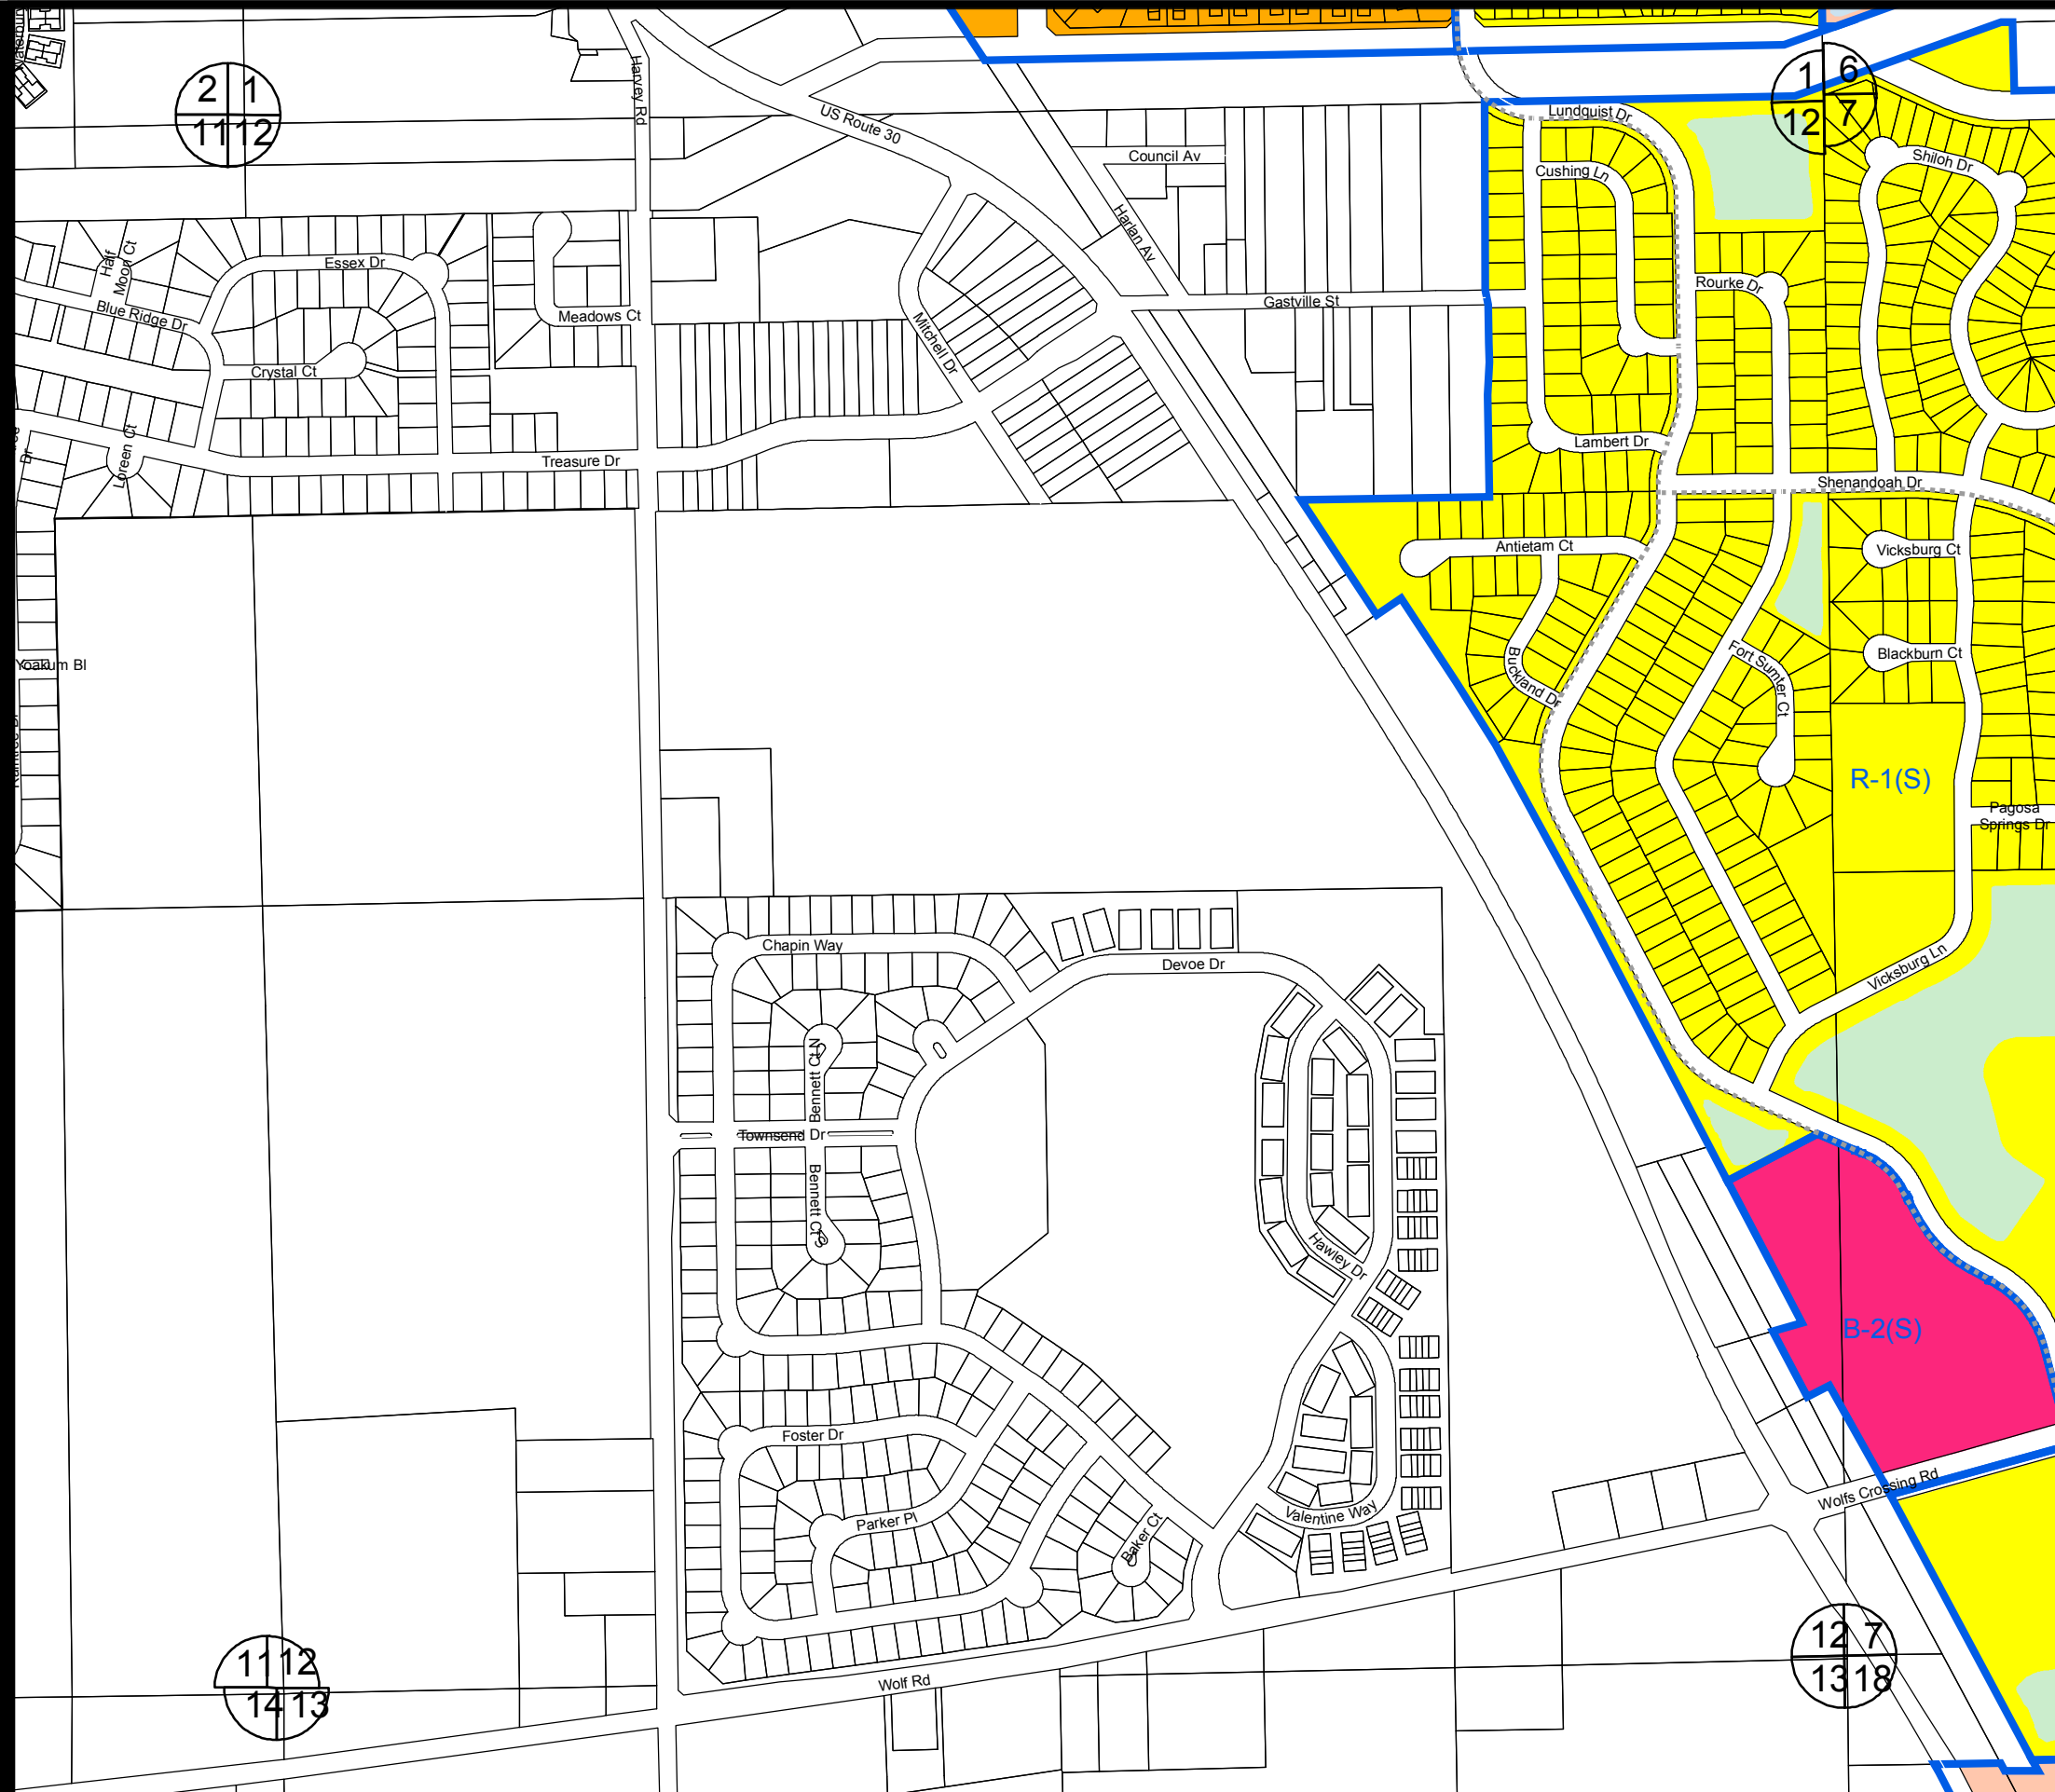 2 1
11 12
1 6
12 7
Harvey Rd
US Route 30
Lundquist Dr
Council Av
Cushing Ln
Shiloh Dr
Harlan Av
Half
Moon Ct
Essex Dr
Rourke Dr
Blue Ridge Dr
Meadows Ct
Gastville St
Mitchell Dr
Crystal Ct
Loreen Ct
Dr
Treasure Dr
Lambert Dr
Shenandoah Dr
Antietam Ct
Vicksburg Ct
Yoakum Bl
Buckland Dr
Fort Sumter Ct
Blackburn Ct
R-1(S)
Pagosa
Springs Dr
Chapin Way
Devoe Dr
Vicksburg Ln
Bennett Ct N
Townsend Dr
Bennett Ct S
Hawley Dr
B-2(S)
Foster Dr
Parker Pl
Baker Ct
Valentine Way
Wolfs Crossing Rd
11 12
14 13
12 7
13 18
Wolf Rd